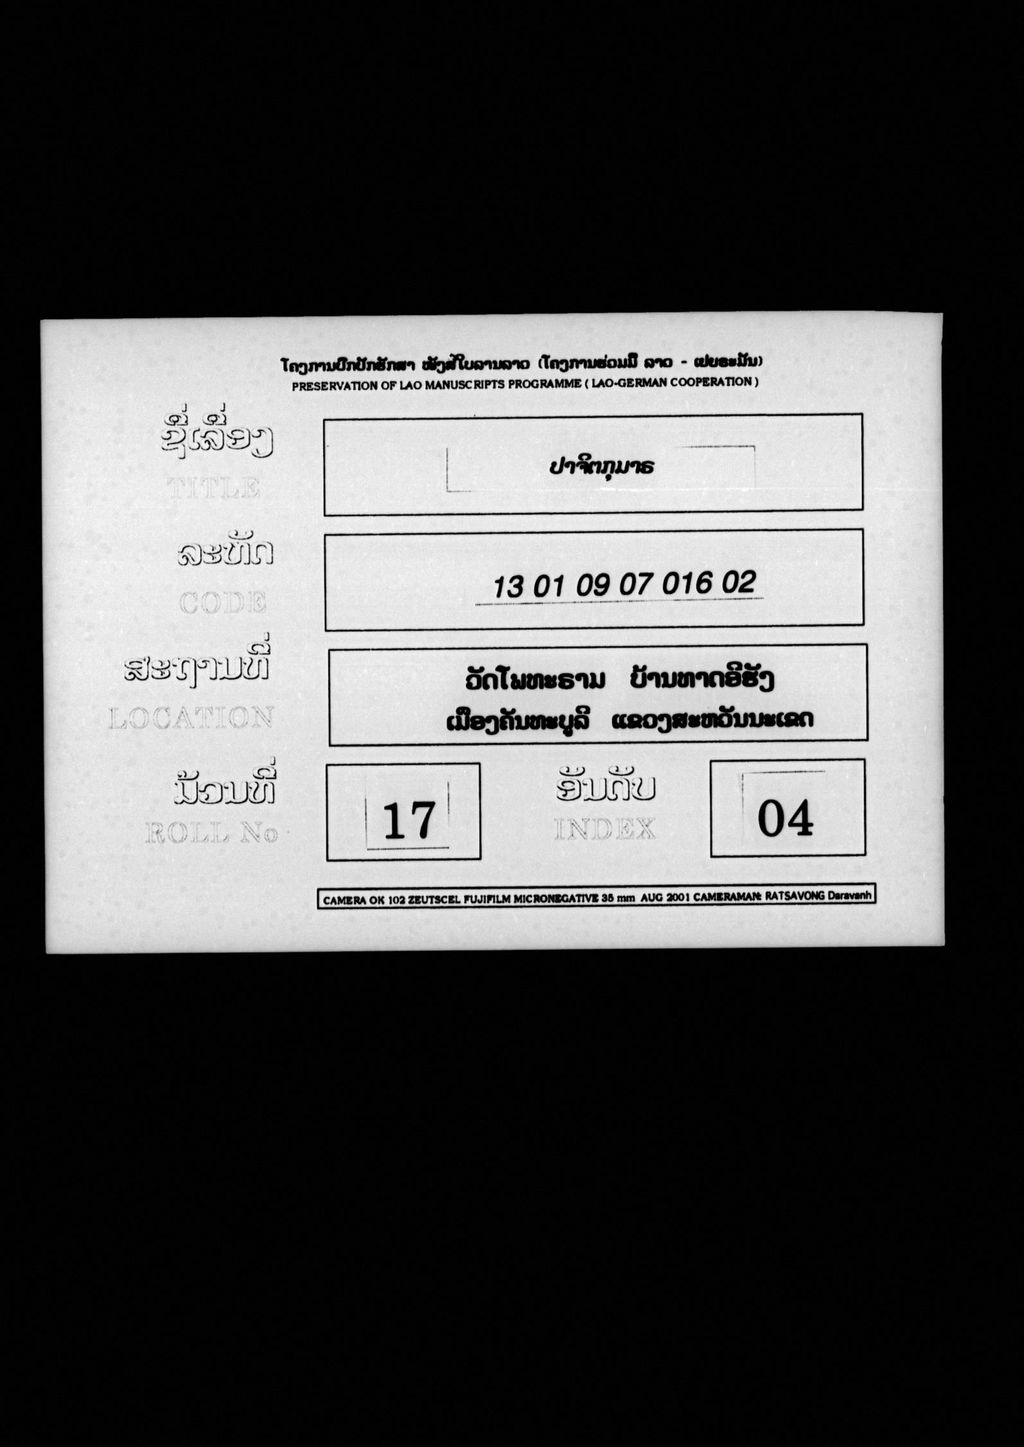 ໂຄງການປົກປັກຮັກສາ ໜັງສືໃບລານລາວ (ໂຄງການຮ່ວມມື ລາວ - ເຢຍຣະມັນ)
PRESERVATION OF LAO MANUSCRIPTS PROGRAMME ( LAO-GERMAN COOPERATION )
ຊື່ເລື່ອງ
TITLE
ປາຈິຕກຸມາຣ
ລະຫັດ
CODE
13 01 09 07 016 02
ສະຖານທີ່
LOCATION
ວັດໂພທະຣາມ ບ້ານທາດອິຮັງ
ເມືອງຄັນທະບູລີ ແຂວງສະຫວັນນະເຂດ
ມ້ວນທີ່
ROLL No
17
ອັນດັບ
INDEX
04
CAMERA OK 102 ZEUTSCEL FUJIFILM MICRONEGATIVE 35 mm AUG 2001 CAMERAMAN: RATSAVONG Daravanh